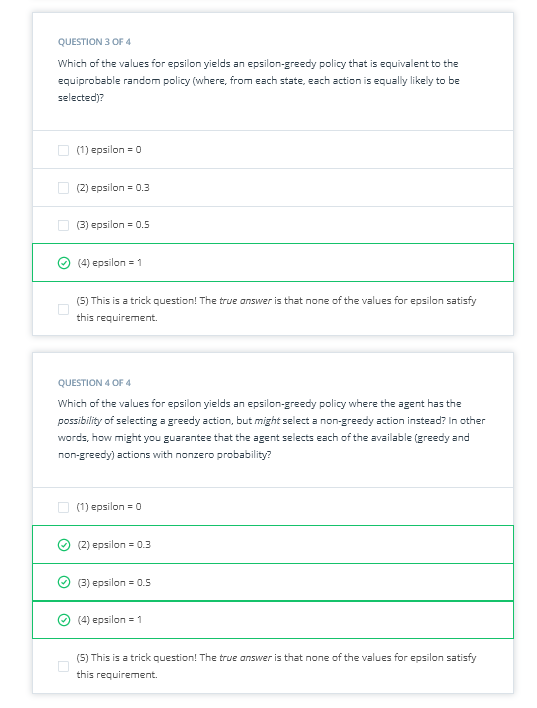 QUESTION 3 OF 4
Which of the values for epsilon yields an epsilon-greedy policy that is equivalent to the
equiprobable random policy (where, from each state, each action is equally likely to be
selected)?
(1) epsilon = 0
(2) epsilon = 0.3
(3) epsilon = 0.5
(4) epsilon = 1
(5) This is a trick question! The true answer is that none of the values for epsilon satisfy
this requirement.
QUESTION 4 OF 4
Which of the values for epsilon yields an epsilon-greedy policy where the agent has the
possibility of selecting a greedy action, but might select a non-greedy action instead? In other
words, how might you guarantee that the agent selects each of the available (greedy and
non-greedy) actions with nonzero probability?
(1) epsilon = 0
(2) epsilon = 0.3
(3) epsilon = 0.5
(4) epsilon = 1
(5) This is a trick question! The true answer is that none of the values for epsilon satisfy
this requirement.